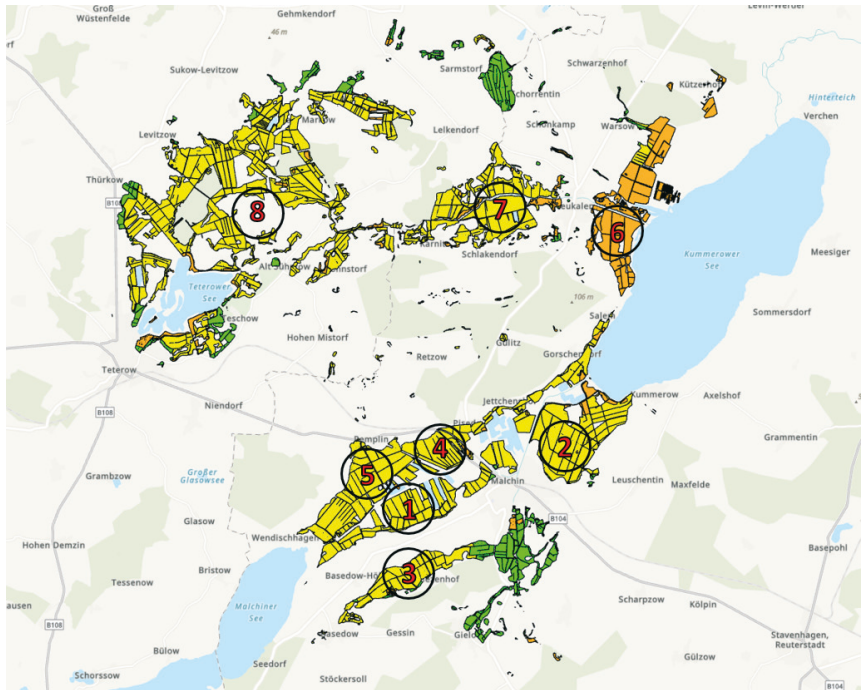 Groß
Wüstenfelde
Gehmkendorf
46 m
Levin-Werder
Sukow-Levitzow
Sarmstorf
Schwarzenhof
Schorrentin
Kützerhof
Hinterteich
Verchen
Levitzow
Markow
Lelkendorf
Schönkamp
Warsow
Thürkow
B108
8
7
Neukalen
6
Karnitz
Schlakendorf
Kummerower
See
Meesiger
Alt Sührkow
Teterower
See
106 m
Teschow
Salem
Sommersdorf
Hohen Mistorf
Gülitz
Retzow
Gorschendorf
Teterow
Niendorf
Jettchenshof
Kummerow
Axelshof
B108
Pisede
Remplin
4
2
Grammentin
Grambzow
Großer
Glasowsee
5
Malchin
Leuschentin
Maxfelde
1
Glasow
B104
Wendischhagen
Hohen Demzin
Basepohl
Bristow
Basedow-Höhe
3
Tessenow
Scharpzow
Kölpin
Malchiner
See
B108
Basedow
Gessin
Gielow
Stavenhagen,
Reuterstadt
Bülow
Seedorf
Gülzow
Schorssow
Stöckersoll
B104